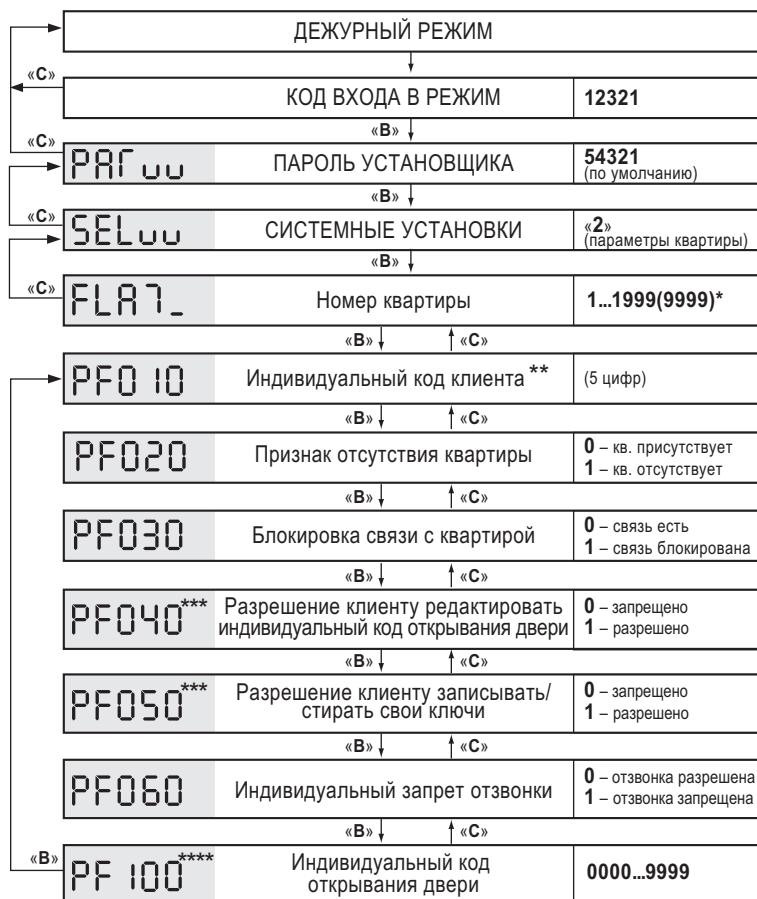 ДЕЖУРНЫЙ РЕЖИМ
«С»
КОД ВХОДА В РЕЖИМ 12321
«В»
«С»
PAГuu ПАРОЛЬ УСТАНОВЩИКА 54321
(по умолчанию)
«В»
«С»
SELuu СИСТЕМНЫЕ УСТАНОВКИ «2»
(параметры квартиры)
«В»
«С»
FLA7_ Номер квартиры 1...1999(9999)*
«В» «С»
PF010 Индивидуальный код клиента ** (5 цифр)
«В» «С»
PF020 Признак отсутствия квартиры
0 – кв. присутствует
1 – кв. отсутствует
«В» «С»
PF030 Блокировка связи с квартирой
0 – связь есть
1 – связь блокирована
«В» «С»
PF040*** Разрешение клиенту редактировать
индивидуальный код открывания двери
0 – запрещено
1 – разрешено
«В» «С»
PF050*** Разрешение клиенту записывать/
стирать свои ключи
0 – запрещено
1 – разрешено
«В» «С»
PF060 Индивидуальный запрет отзвонки
0 – отзвонка разрешена
1 – отзвонка запрещена
«В» «С»
«В»
PF 100**** Индивидуальный код
открывания двери
0000...9999